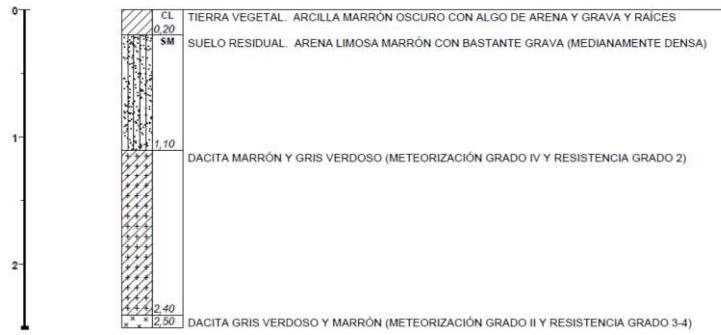 0
CL TIERRA VEGETAL. ARCILLA MARRÓN OSCURO CON ALGO DE ARENA Y GRAVA Y RAÍCES
0,20
SM SUELO RESIDUAL. ARENA LIMOSA MARRÓN CON BASTANTE GRAVA (MEDIANAMENTE DENSA)
1
1,10
DACITA MARRÓN Y GRIS VERDOSO (METEORIZACIÓN GRADO IV Y RESISTENCIA GRADO 2)
2
2,40
2,50 DACITA GRIS VERDOSO Y MARRÓN (METEORIZACIÓN GRADO II Y RESISTENCIA GRADO 3-4)